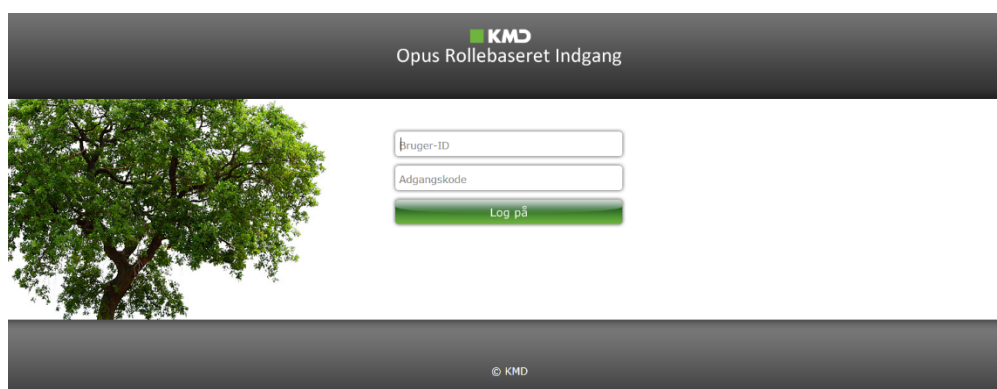 KMD
Opus Rollebaseret Indgang
Bruger-ID
Adgangskode
Log på
© KMD